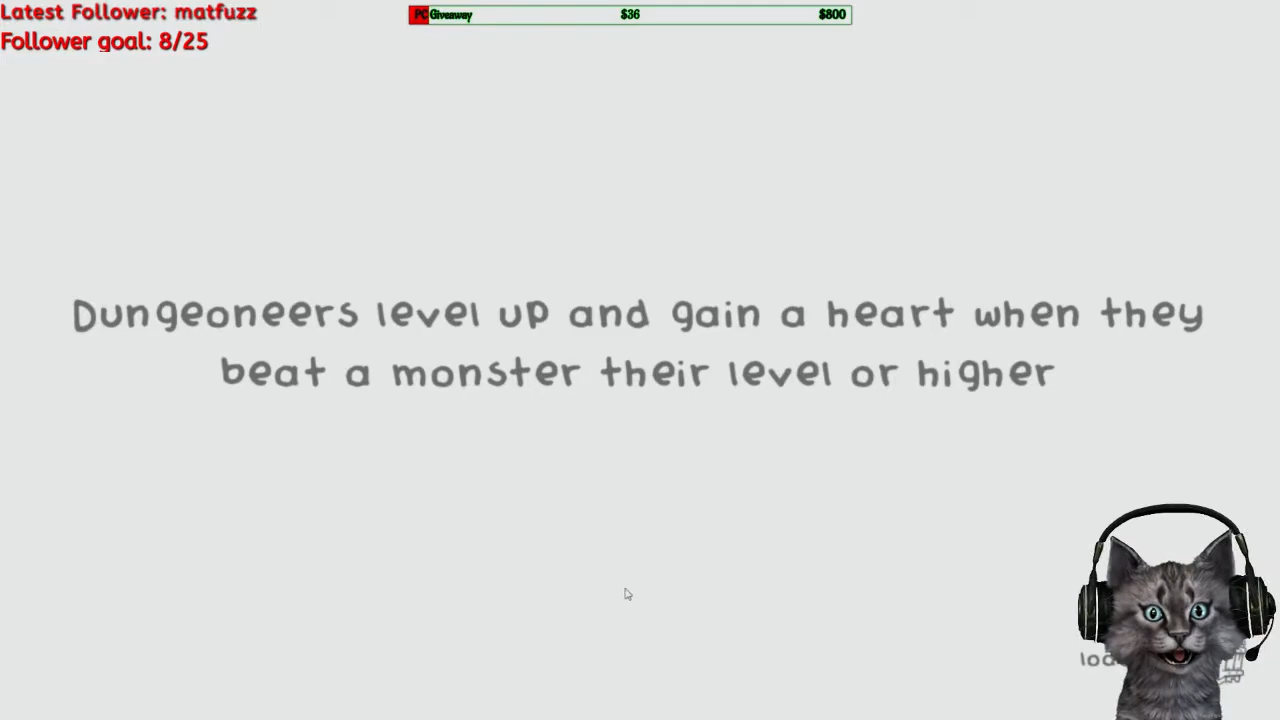 Latest Follower: matfuzz
Follower goal: 8/25
PC Giveaway $36 $800
Dungeoneers level up and gain a heart when they
beat a monster their level or higher